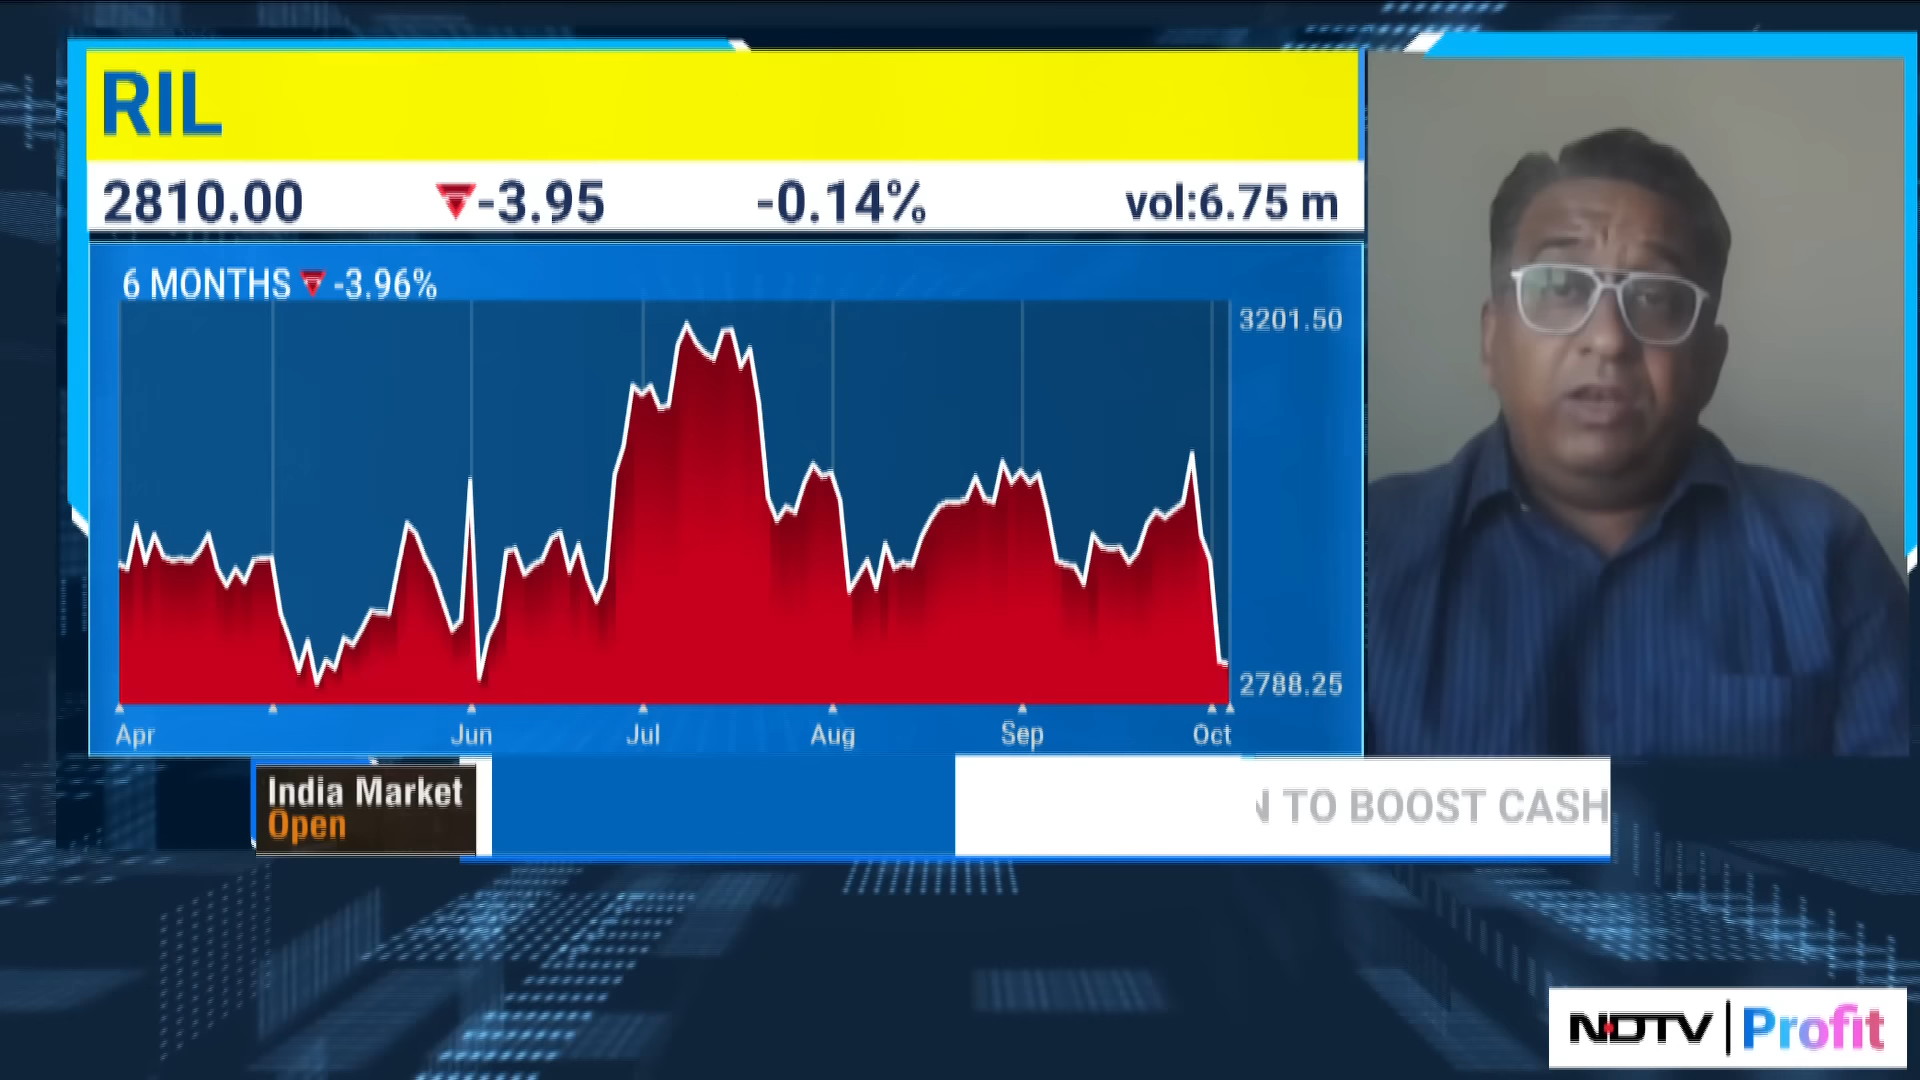 RIL
2810.00 ▼-3.95 -0.14% vol:6.75 m
6 MONTHS ▼ -3.96%
3201.50
2788.25
Apr Jun Jul Aug Sep Oct
India Market
Open
TO BOOST CASH
NDTV | Profit